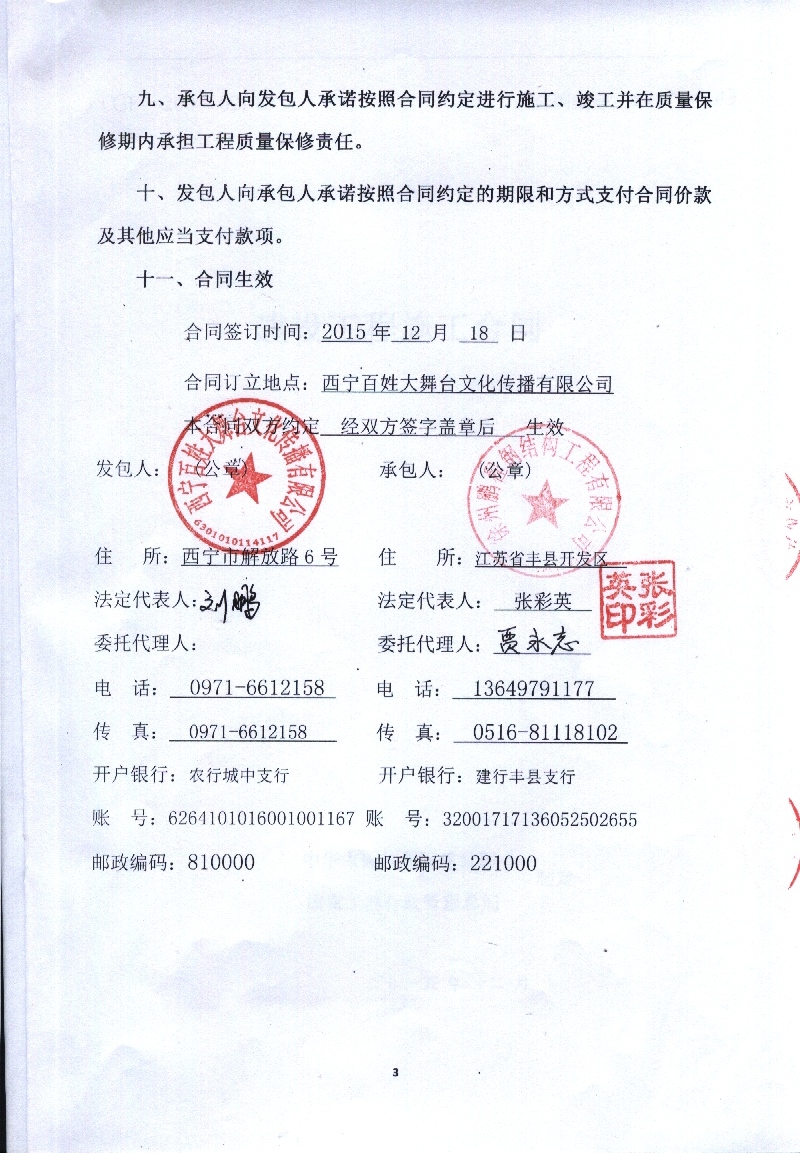 九、承包人向发包人承诺按照合同约定进行施工、竣工并在质量保
修期内承担工程质量保修责任。
十、发包人向承包人承诺按照合同约定的期限和方式支付合同价款
及其他应当支付款项。
十一、合同生效
合同签订时间：2015 年 12 月 18 日
合同订立地点：西宁百姓大舞台文化传播有限公司
本合同双方约定 经双方签字盖章后 生效
发包人： （公章） 承包人： （公章）
西宁百姓大舞台文化传播有限公司
6301010114117
钢结构工程有限公司
住 所：西宁市解放路 6 号 住 所：江苏省丰县开发区
法定代表人：刘鹏 法定代表人： 张彩英
张彩英印
委托代理人： 委托代理人：贾永志
电 话： 0971-6612158 电 话： 13649791177
传 真： 0971-6612158 传 真： 0516-81118102
开户银行：农行城中支行 开户银行：建行丰县支行
账 号：6264101016001001167 账 号：32001717136052502655
邮政编码：810000 邮政编码：221000
3